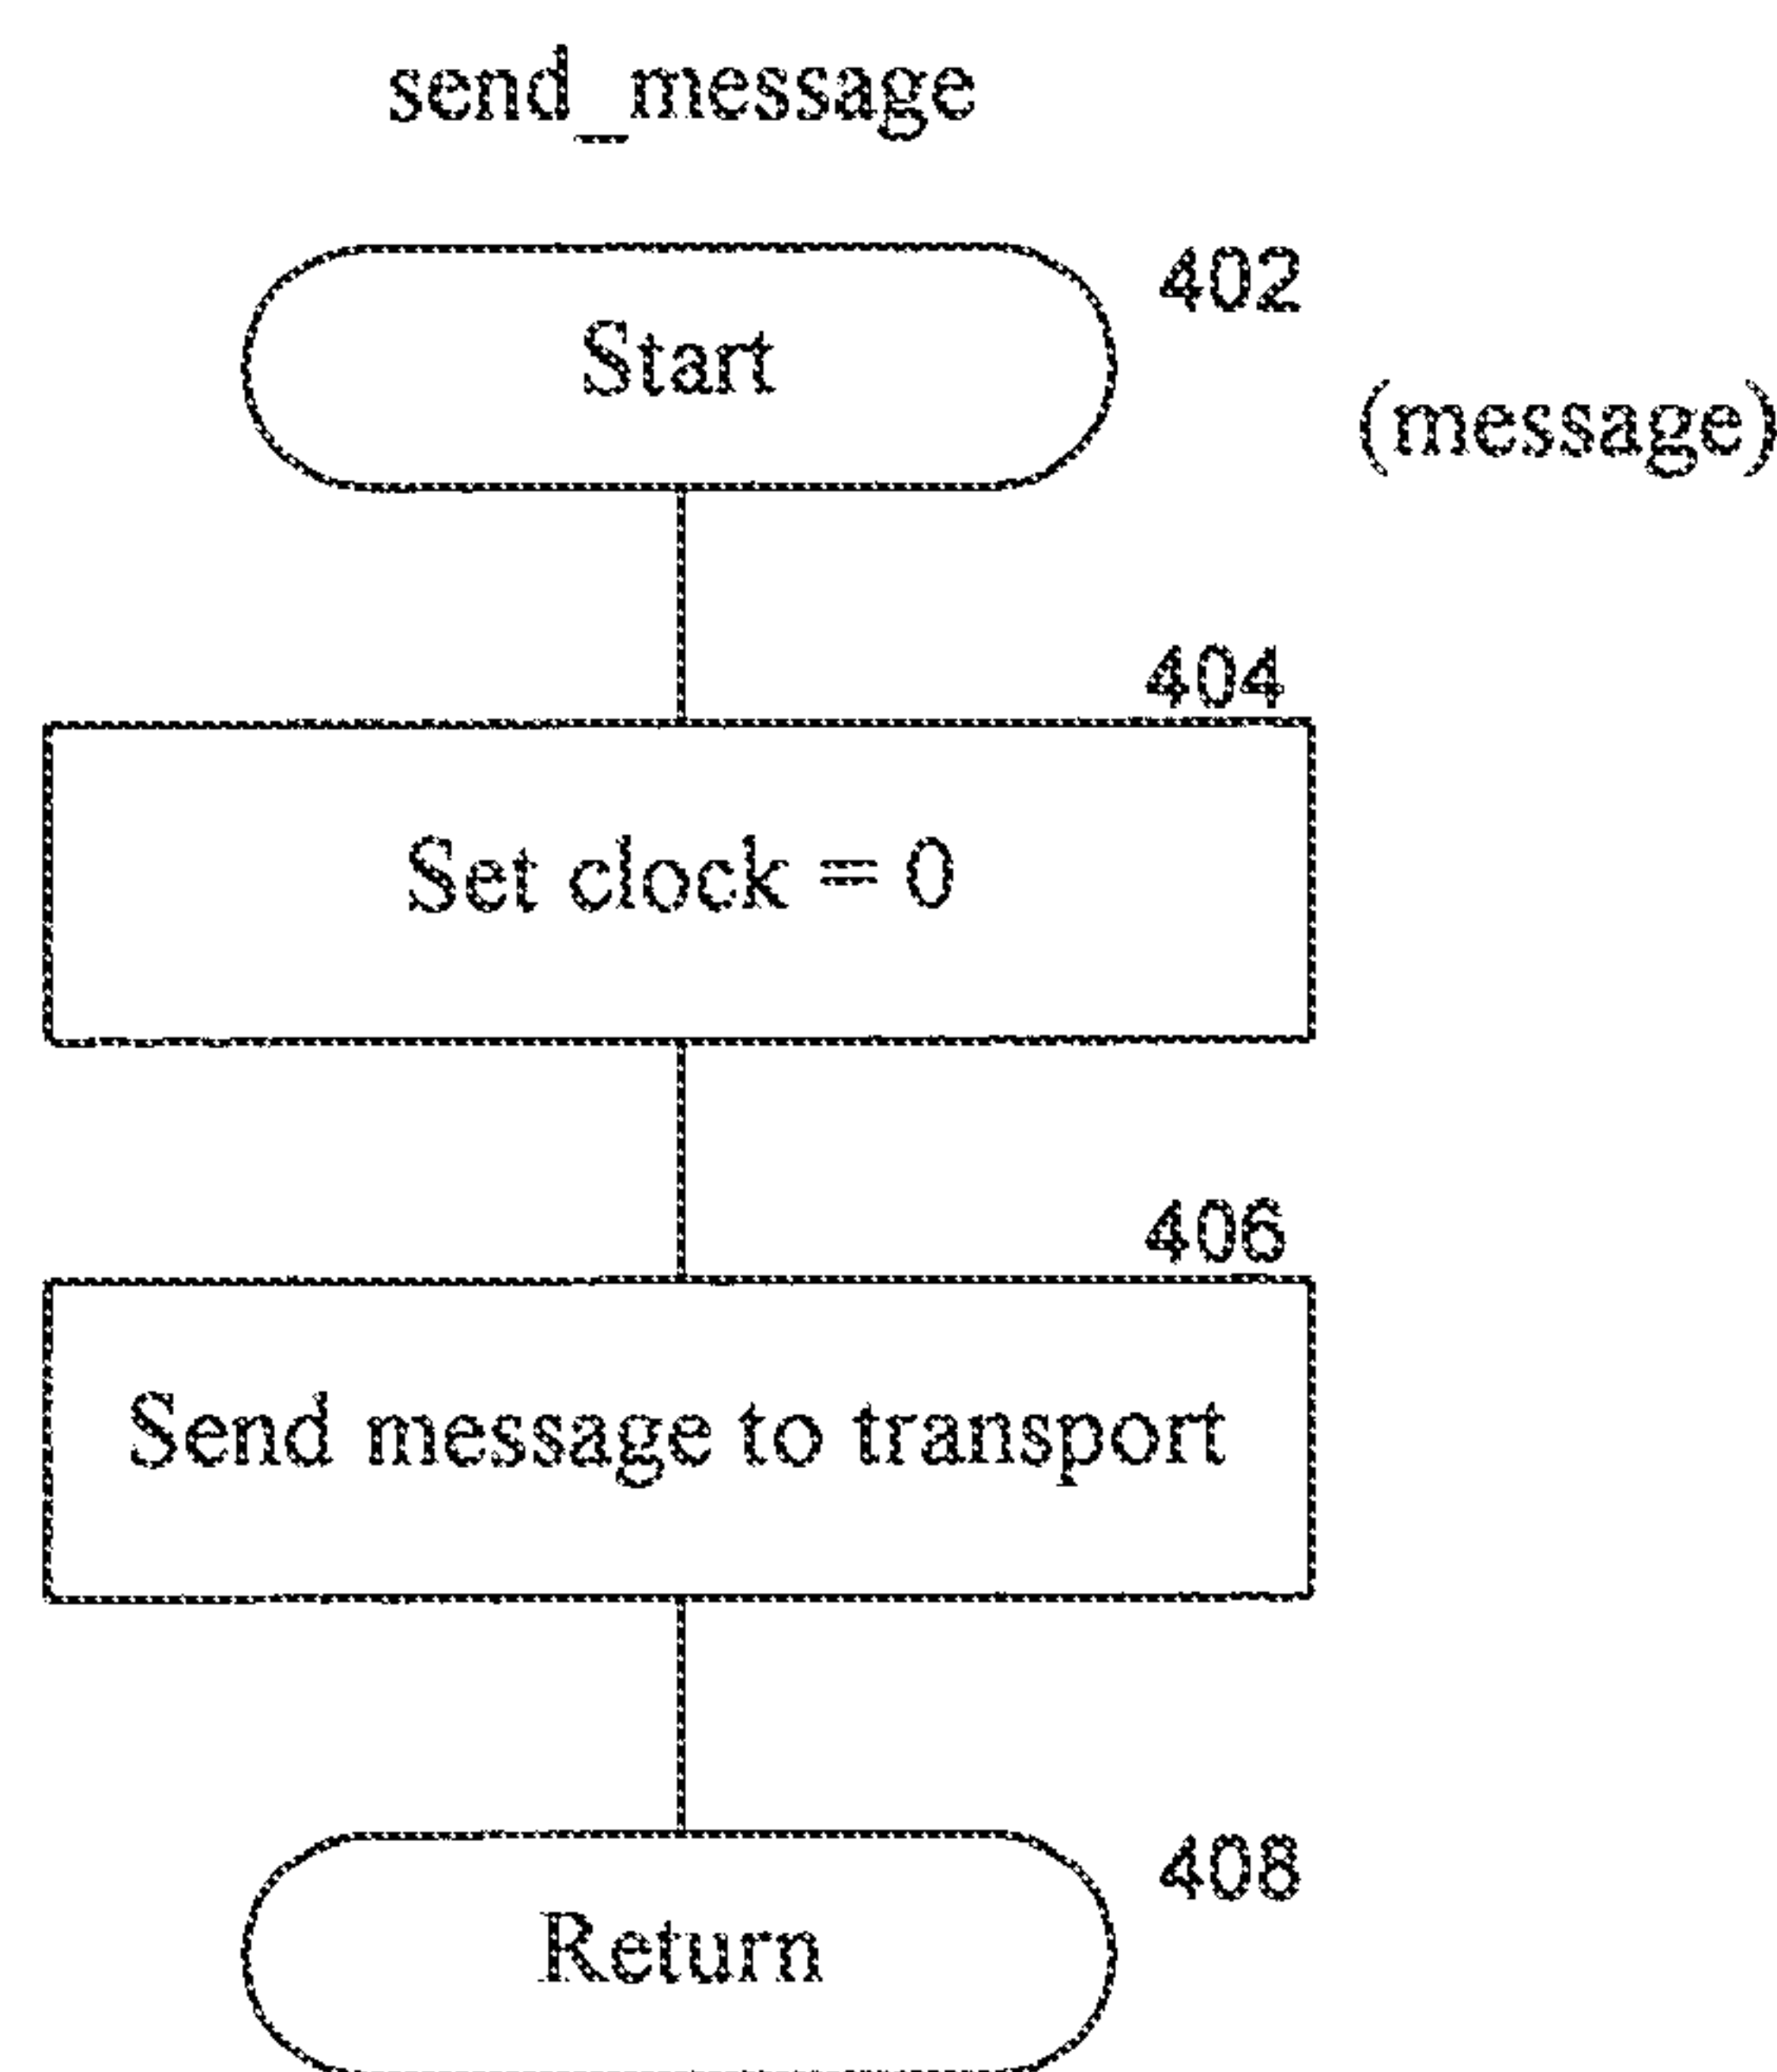 send_message
402
Start
(message)
404
Set clock = 0
406
Send message to transport
408
Return